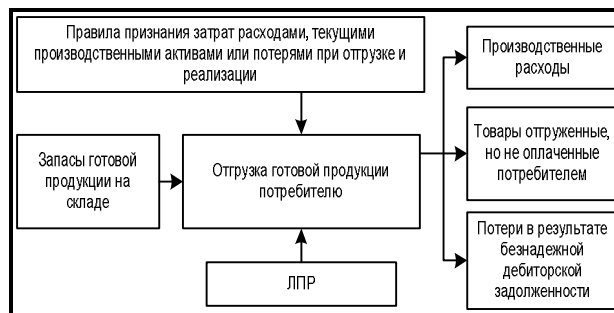 Правила признания затрат расходами, текущими
производственными активами или потерями при отгрузке и
реализации
Производственные
расходы
Запасы готовой
продукции на
складе
Отгрузка готовой продукции
потребителю
Товары отгруженные,
но не оплаченные
потребителем
Потери в результате
безнадежной
дебиторской
задолженности
ЛПР